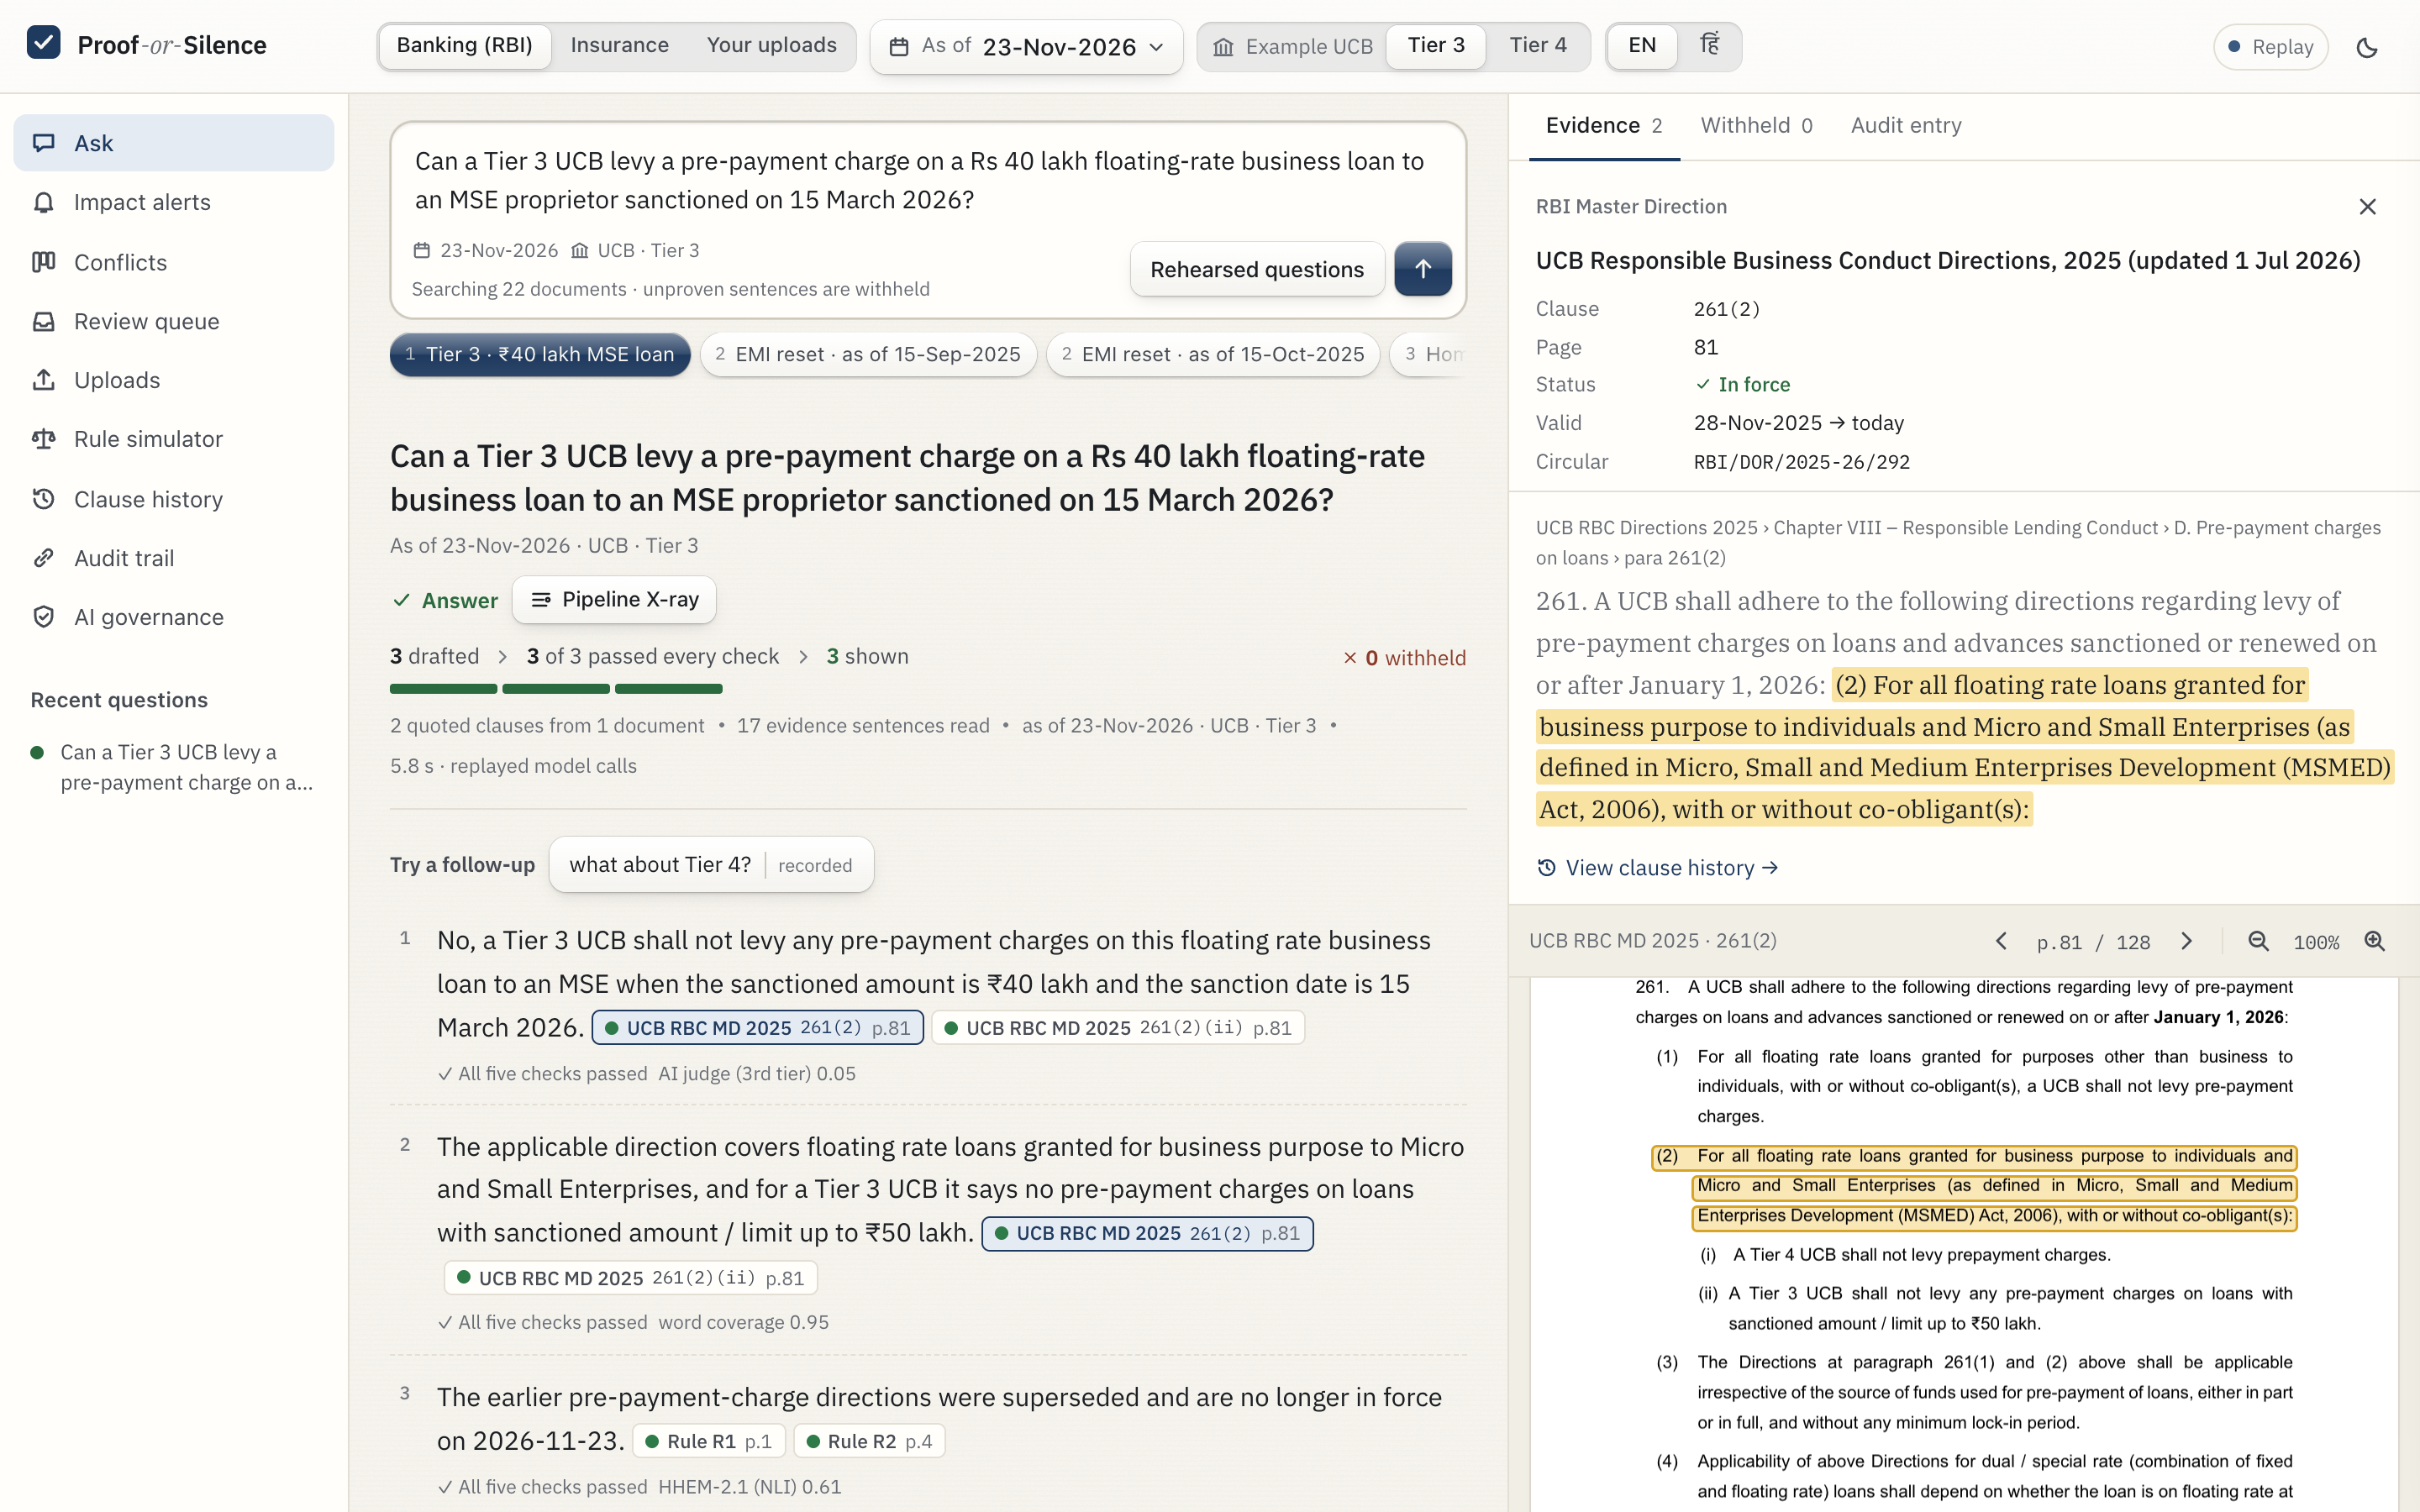 Proof-or-Silence
Banking (RBI) Insurance Your uploads
As of 23-Nov-2026
Example UCB Tier 3 Tier 4
EN हिं
Replay
Ask
Impact alerts
Conflicts
Review queue
Uploads
Rule simulator
Clause history
Audit trail
AI governance
Recent questions
Can a Tier 3 UCB levy a
pre-payment charge on a...
Can a Tier 3 UCB levy a pre-payment charge on a Rs 40 lakh floating-rate business loan to
an MSE proprietor sanctioned on 15 March 2026?
23-Nov-2026 UCB · Tier 3
Searching 22 documents · unproven sentences are withheld
Rehearsed questions
1 Tier 3 · ₹40 lakh MSE loan
2 EMI reset · as of 15-Sep-2025
2 EMI reset · as of 15-Oct-2025
3
Can a Tier 3 UCB levy a pre-payment charge on a Rs 40 lakh floating-rate
business loan to an MSE proprietor sanctioned on 15 March 2026?
As of 23-Nov-2026 · UCB · Tier 3
✓ Answer Pipeline X-ray
3 drafted > 3 of 3 passed every check > 3 shown × 0 withheld
2 quoted clauses from 1 document • 17 evidence sentences read • as of 23-Nov-2026 · UCB · Tier 3 •
5.8 s · replayed model calls
Try a follow-up what about Tier 4? recorded
1 No, a Tier 3 UCB shall not levy any pre-payment charges on this floating rate business
loan to an MSE when the sanctioned amount is ₹40 lakh and the sanction date is 15
March 2026. UCB RBC MD 2025 261(2) p.81 UCB RBC MD 2025 261(2)(ii) p.81
✓ All five checks passed AI judge (3rd tier) 0.05
2 The applicable direction covers floating rate loans granted for business purpose to Micro
and Small Enterprises, and for a Tier 3 UCB it says no pre-payment charges on loans
with sanctioned amount / limit up to ₹50 lakh. UCB RBC MD 2025 261(2) p.81
UCB RBC MD 2025 261(2)(ii) p.81
✓ All five checks passed word coverage 0.95
3 The earlier pre-payment-charge directions were superseded and are no longer in force
on 2026-11-23. Rule R1 p.1 Rule R2 p.4
✓ All five checks passed HHEM-2.1 (NLI) 0.61
Evidence 2 Withheld 0 Audit entry
RBI Master Direction
UCB Responsible Business Conduct Directions, 2025 (updated 1 Jul 2026)
Clause 261(2)
Page 81
Status ✓ In force
Valid 28-Nov-2025 → today
Circular RBI/DOR/2025-26/292
UCB RBC Directions 2025 › Chapter VIII – Responsible Lending Conduct › D. Pre-payment charges
on loans › para 261(2)
261. A UCB shall adhere to the following directions regarding levy of
pre-payment charges on loans and advances sanctioned or renewed on
or after January 1, 2026: (2) For all floating rate loans granted for
business purpose to individuals and Micro and Small Enterprises (as
defined in Micro, Small and Medium Enterprises Development (MSMED)
Act, 2006), with or without co-obligant(s):
View clause history →
UCB RBC MD 2025 · 261(2) p.81 / 128 100%
261. A UCB shall adhere to the following directions regarding levy of pre-payment
charges on loans and advances sanctioned or renewed on or after January 1, 2026:
(1) For all floating rate loans granted for purposes other than business to
individuals, with or without co-obligant(s), a UCB shall not levy pre-payment
charges.
(2) For all floating rate loans granted for business purpose to individuals and
Micro and Small Enterprises (as defined in Micro, Small and Medium
Enterprises Development (MSMED) Act, 2006), with or without co-obligant(s):
(i) A Tier 4 UCB shall not levy prepayment charges.
(ii) A Tier 3 UCB shall not levy any pre-payment charges on loans with
sanctioned amount / limit up to ₹50 lakh.
(3) The Directions at paragraph 261(1) and (2) above shall be applicable
irrespective of the source of funds used for pre-payment of loans, either in part
or in full, and without any minimum lock-in period.
(4) Applicability of above Directions for dual / special rate (combination of fixed
and floating rate) loans shall depend on whether the loan is on floating rate at